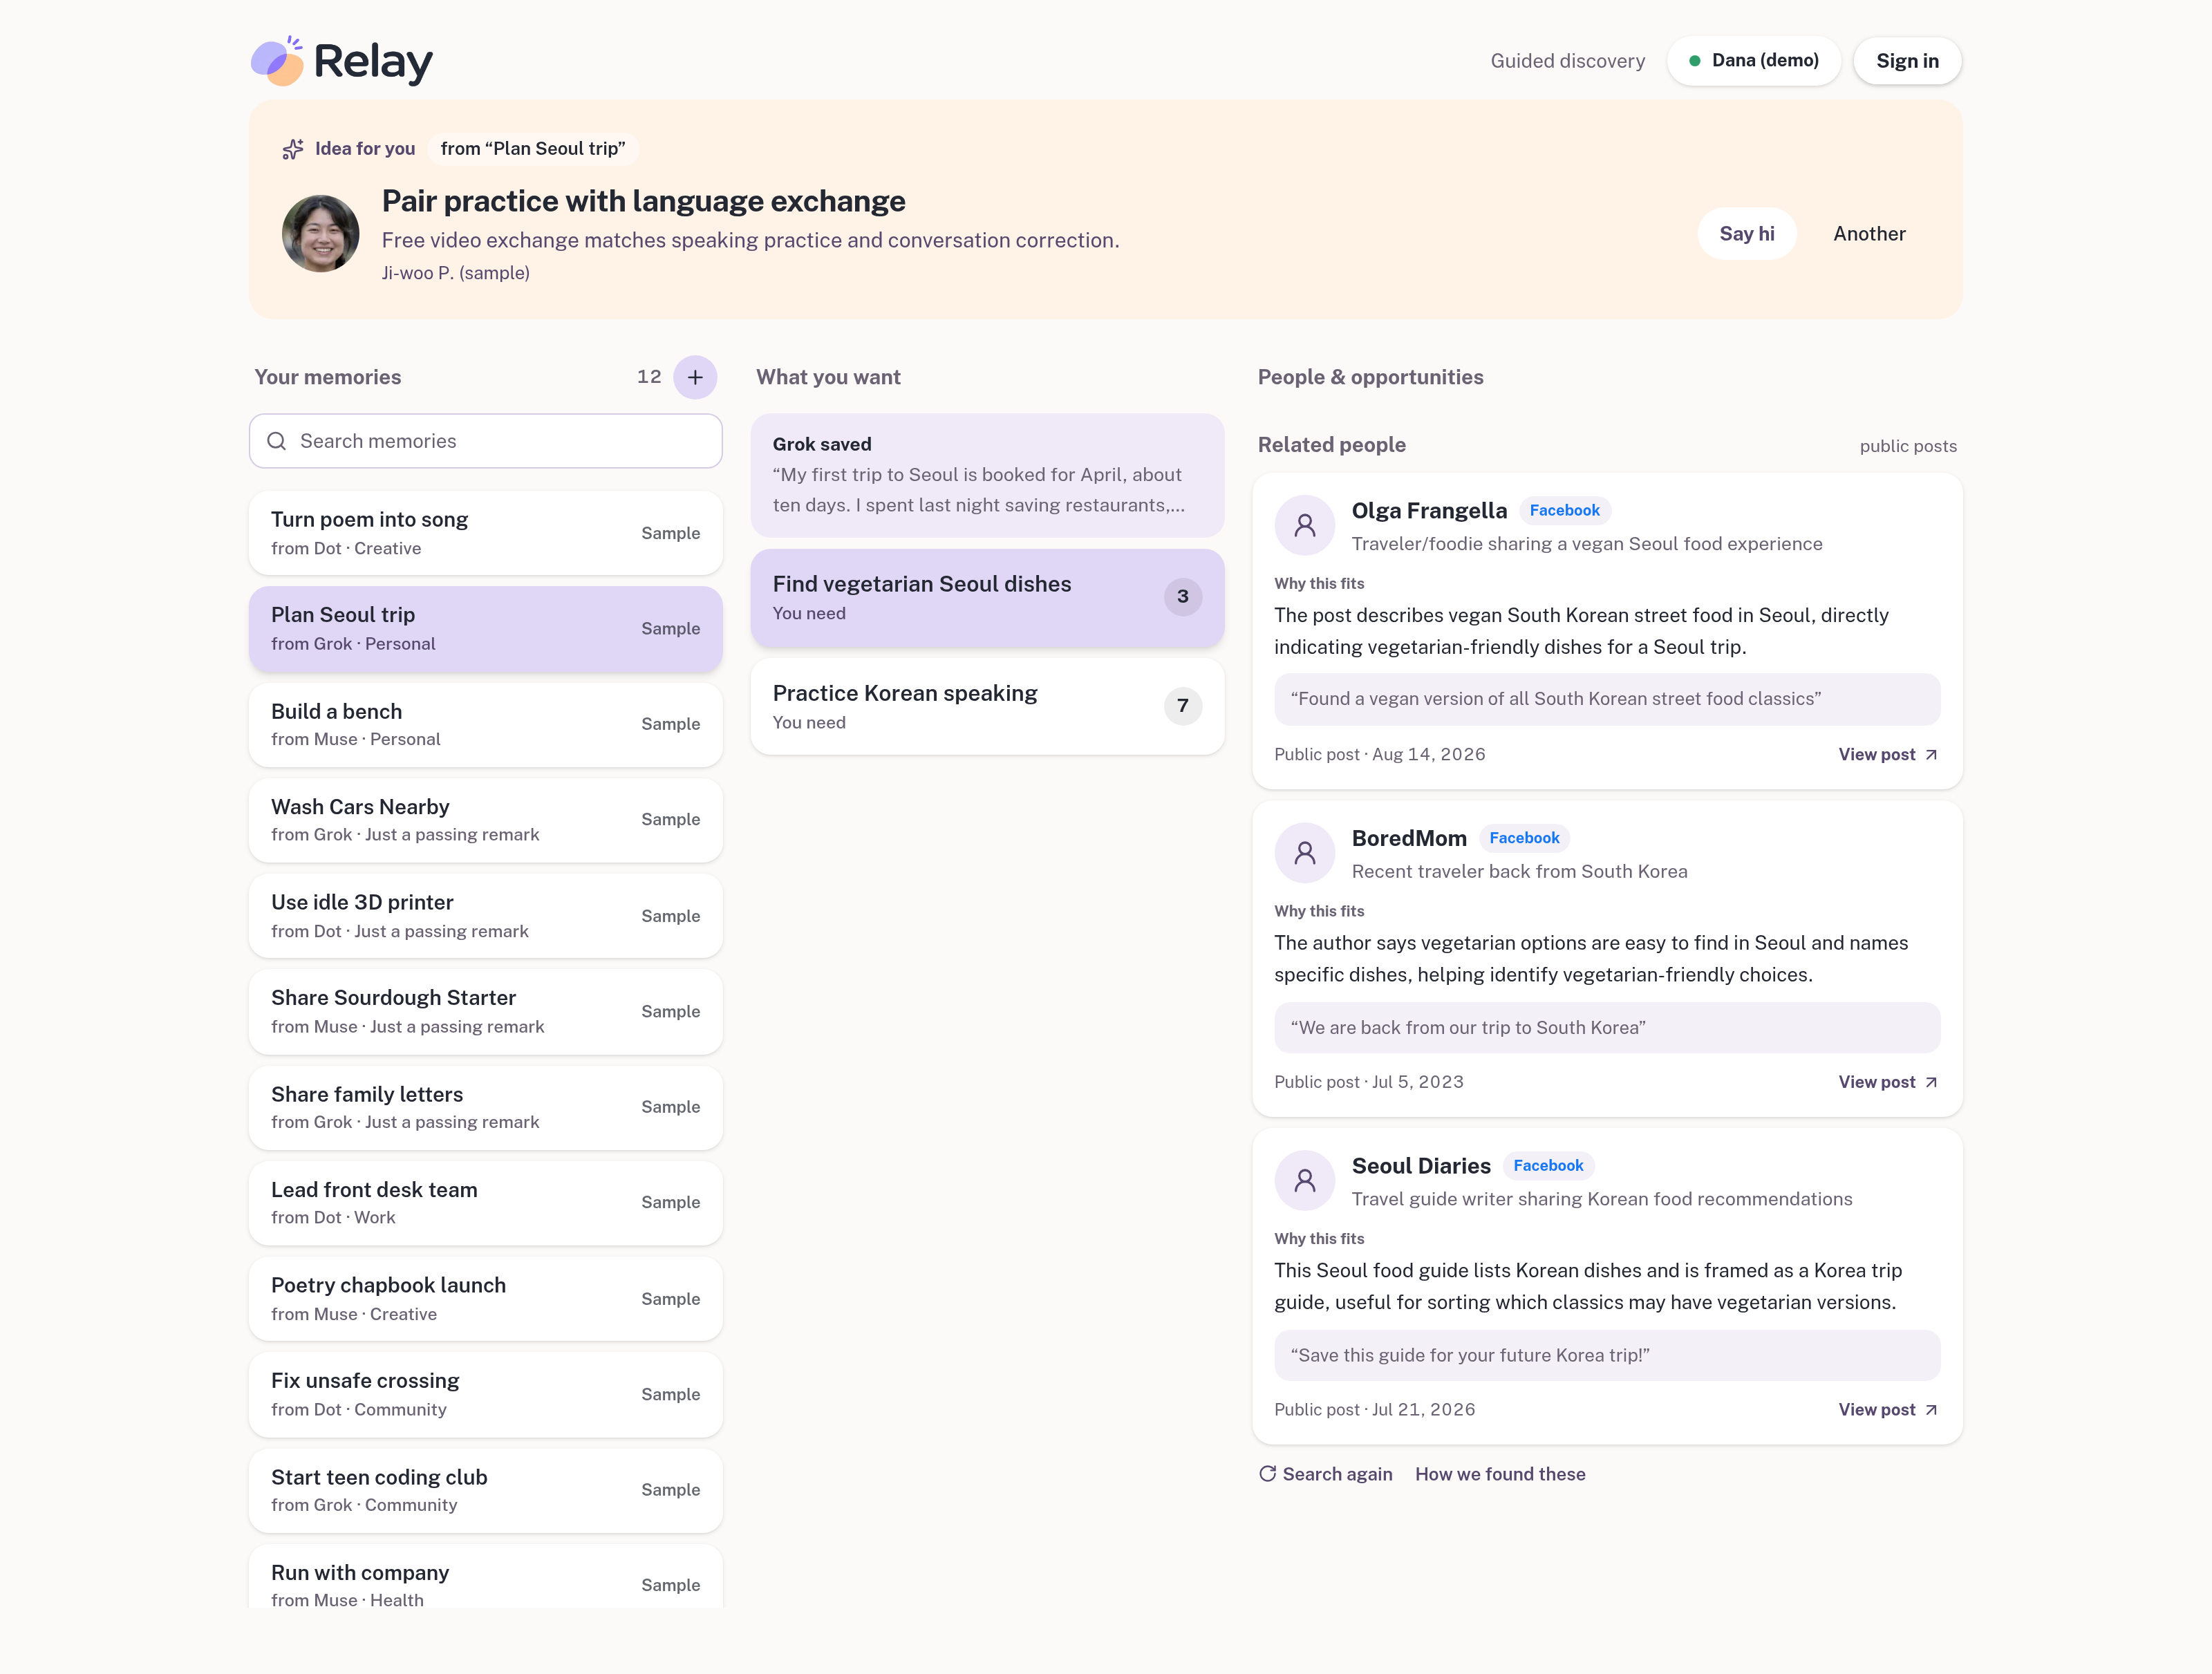 Relay
Guided discovery
Dana (demo)
Sign in
Idea for you
from “Plan Seoul trip”
Pair practice with language exchange
Free video exchange matches speaking practice and conversation correction.
Ji-woo P. (sample)
Say hi
Another
Your memories
12
Search memories
Turn poem into song
from Dot · Creative
Sample
Plan Seoul trip
from Grok · Personal
Sample
Build a bench
from Muse · Personal
Sample
Wash Cars Nearby
from Grok · Just a passing remark
Sample
Use idle 3D printer
from Dot · Just a passing remark
Sample
Share Sourdough Starter
from Muse · Just a passing remark
Sample
Share family letters
from Grok · Just a passing remark
Sample
Lead front desk team
from Dot · Work
Sample
Poetry chapbook launch
from Muse · Creative
Sample
Fix unsafe crossing
from Dot · Community
Sample
Start teen coding club
from Grok · Community
Sample
Run with company
from Muse · Health
Sample
What you want
Grok saved
“My first trip to Seoul is booked for April, about
ten days. I spent last night saving restaurants,...
Find vegetarian Seoul dishes
You need
3
Practice Korean speaking
You need
7
People & opportunities
Related people
public posts
Olga Frangella
Facebook
Traveler/foodie sharing a vegan Seoul food experience
Why this fits
The post describes vegan South Korean street food in Seoul, directly
indicating vegetarian-friendly dishes for a Seoul trip.
“Found a vegan version of all South Korean street food classics”
Public post · Aug 14, 2026
View post
BoredMom
Facebook
Recent traveler back from South Korea
Why this fits
The author says vegetarian options are easy to find in Seoul and names
specific dishes, helping identify vegetarian-friendly choices.
“We are back from our trip to South Korea”
Public post · Jul 5, 2023
View post
Seoul Diaries
Facebook
Travel guide writer sharing Korean food recommendations
Why this fits
This Seoul food guide lists Korean dishes and is framed as a Korea trip
guide, useful for sorting which classics may have vegetarian versions.
“Save this guide for your future Korea trip!”
Public post · Jul 21, 2026
View post
Search again
How we found these